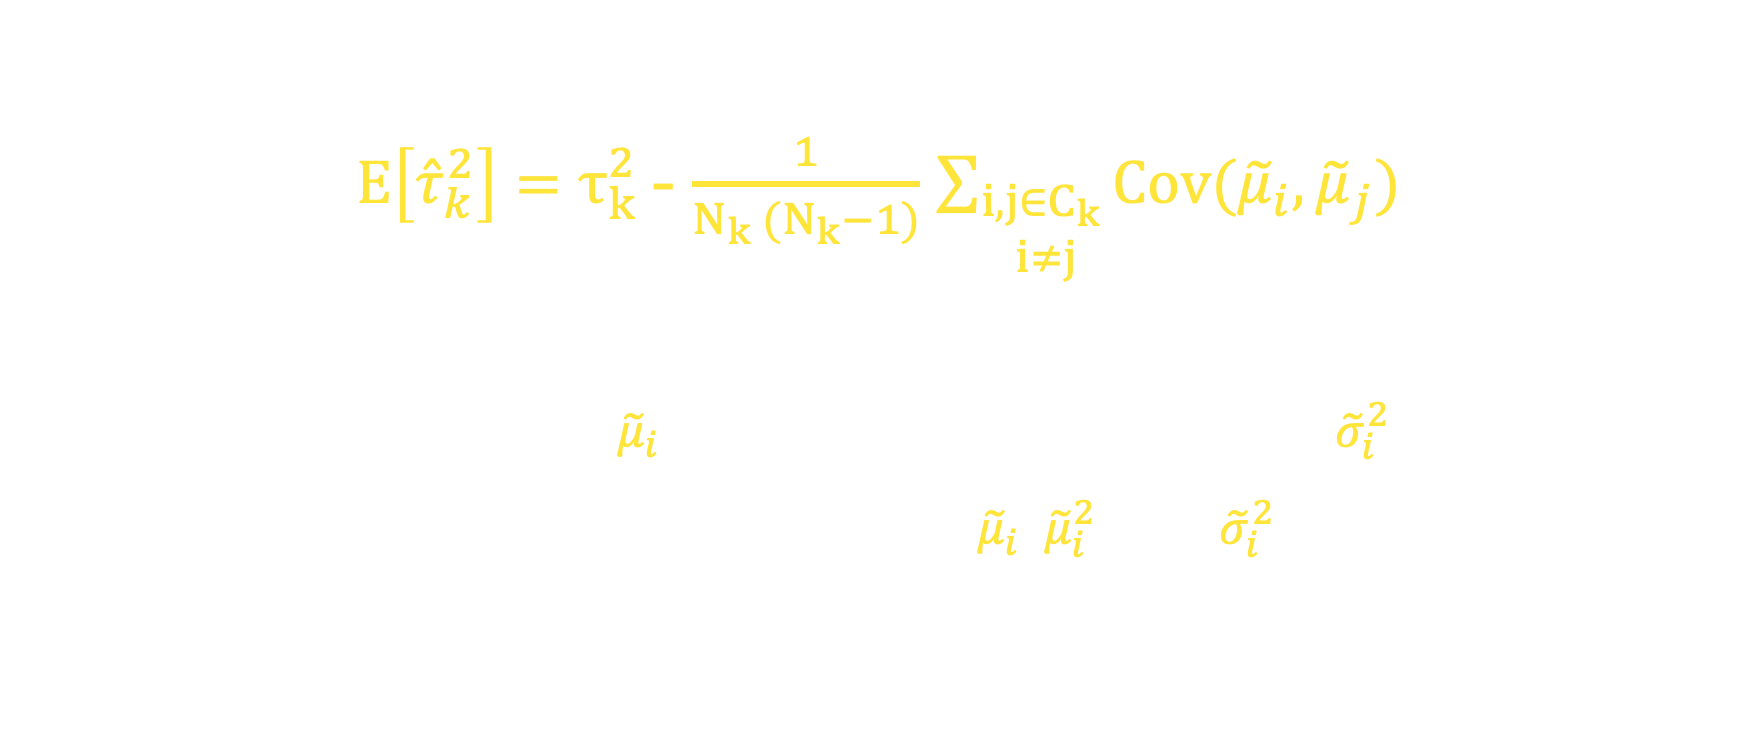 E[τ̂²ₖ] = τ²ₖ - 1/(Nₖ (Nₖ−1)) ∑_{i,j∈Cₖ, i≠j} Cov(μ̃ᵢ, μ̃ⱼ)
μ̃ᵢ σ̃ᵢ²
μ̃ᵢ μ̃ᵢ² σ̃ᵢ²